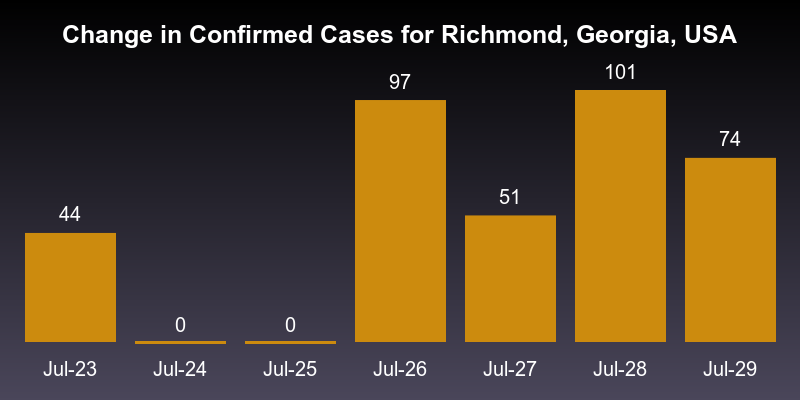 Change in Confirmed Cases for Richmond, Georgia, USA
44
0
0
97
51
101
74
Jul-23
Jul-24
Jul-25
Jul-26
Jul-27
Jul-28
Jul-29